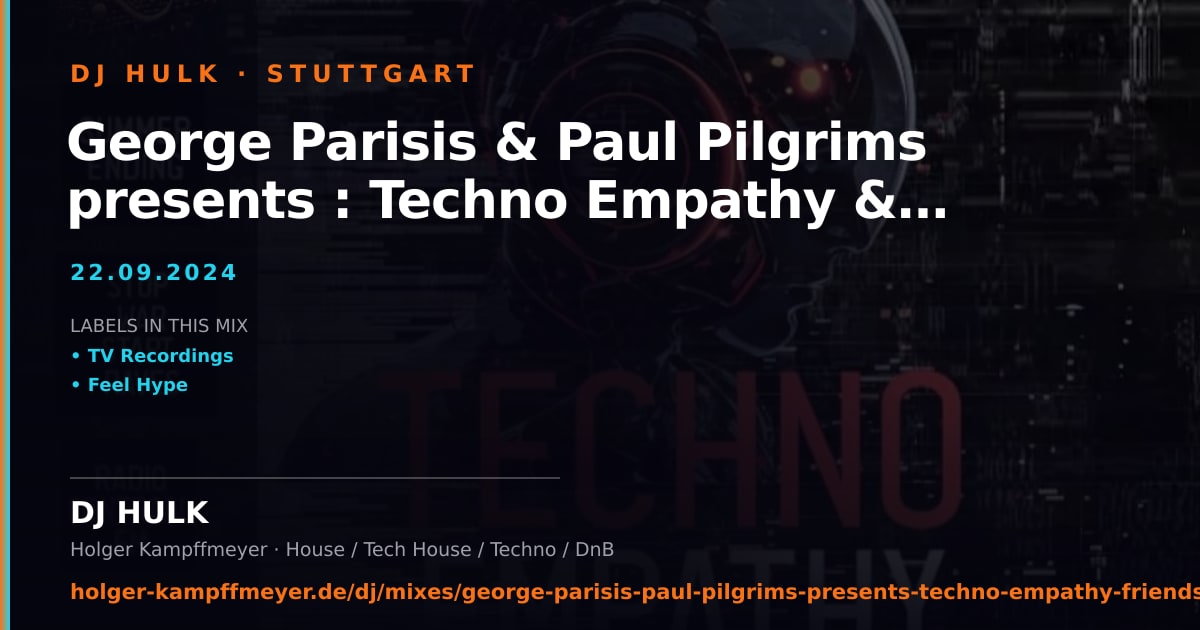 DJ HULK · STUTTGART
George Parisis & Paul Pilgrims
presents : Techno Empathy &...
22.09.2024
LABELS IN THIS MIX
• TV Recordings
• Feel Hype
TECHNO
EMPATHY
RADIO
DJ HULK
Holger Kampffmeyer · House / Tech House / Techno / DnB
holger-kampffmeyer.de/dj/mixes/george-parisis-paul-pilgrims-presents-techno-empathy-friends